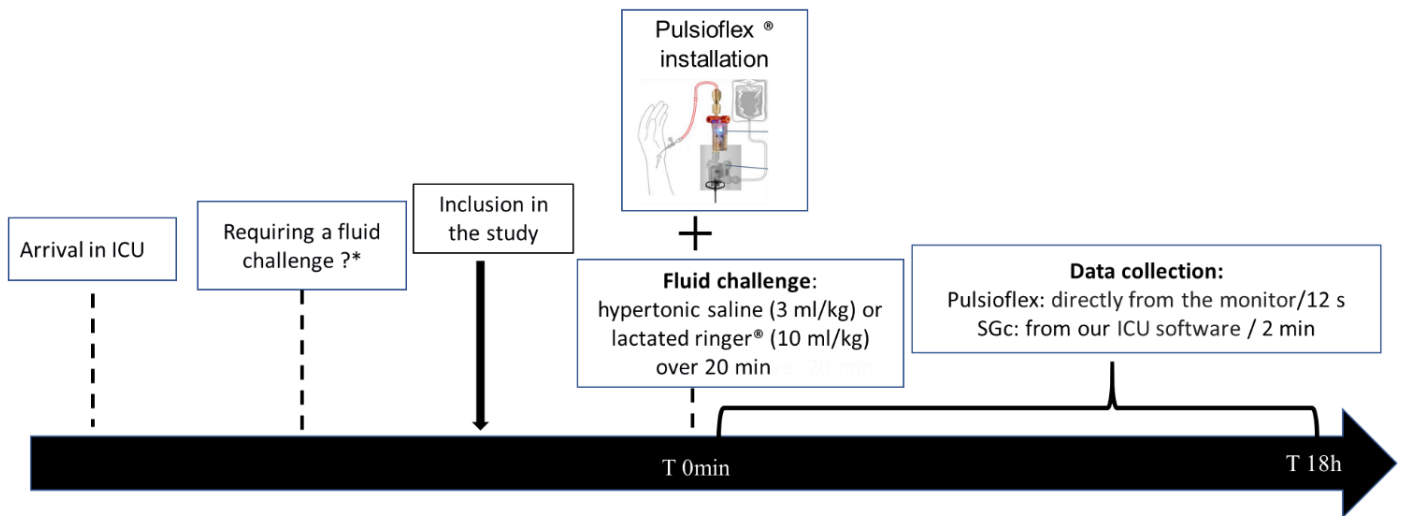 Pulsioflex ®
installation
Arrival in ICU
Requiring a fluid
challenge ?*
Inclusion in
the study
+
Fluid challenge:
hypertonic saline (3 ml/kg) or
lactated ringer® (10 ml/kg)
over 20 min
Data collection:
Pulsioflex: directly from the monitor/12 s
SGc: from our ICU software / 2 min
T 0min
T 18h